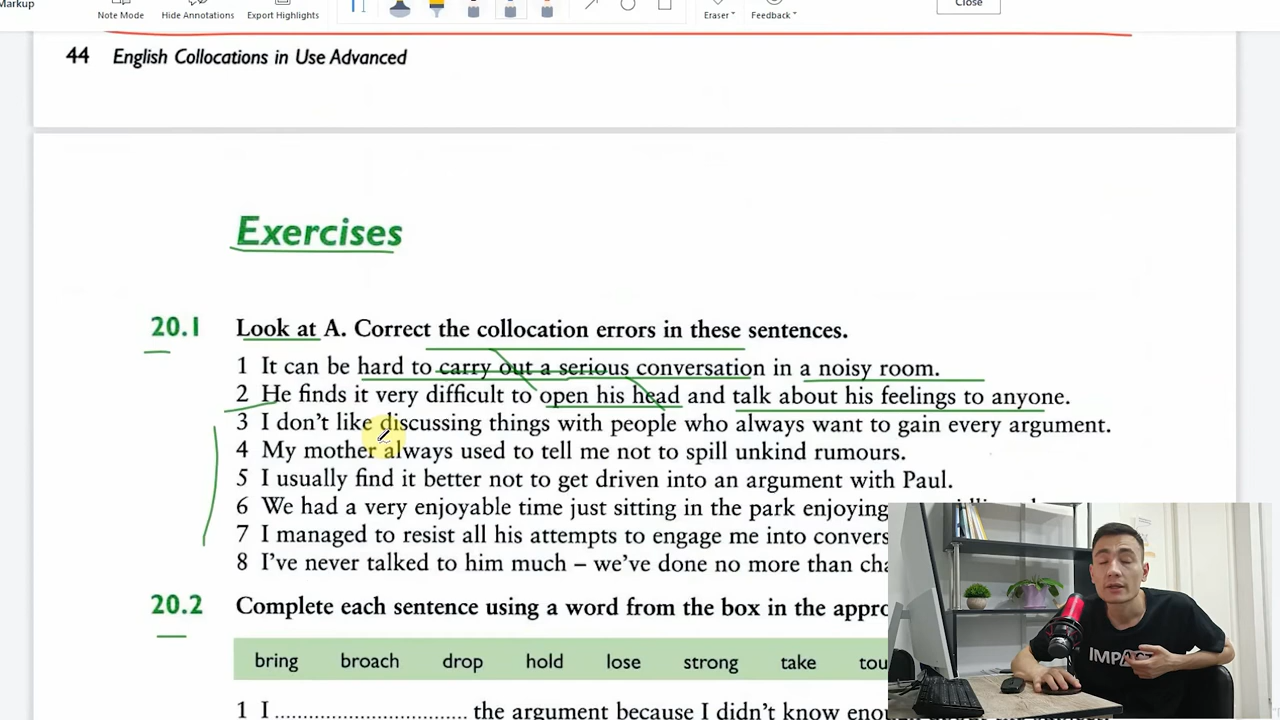 Markup
Note Mode
Hide Annotations
Export Highlights
Eraser
Feedback
Close
44 English Collocations in Use Advanced
Exercises
20.1 Look at A. Correct the collocation errors in these sentences.
1 It can be hard to carry out a serious conversation in a noisy room.
2 He finds it very difficult to open his head and talk about his feelings to anyone.
3 I don't like discussing things with people who always want to gain every argument.
4 My mother always used to tell me not to spill unkind rumours.
5 I usually find it better not to get driven into an argument with Paul.
6 We had a very enjoyable time just sitting in the park enjoying
7 I managed to resist all his attempts to engage me into convers
8 I've never talked to him much – we've done no more than cha
20.2 Complete each sentence using a word from the box in the appro
bring broach drop hold lose strong take tou
1 I ................................ the argument because I didn't know enou
IMPACT